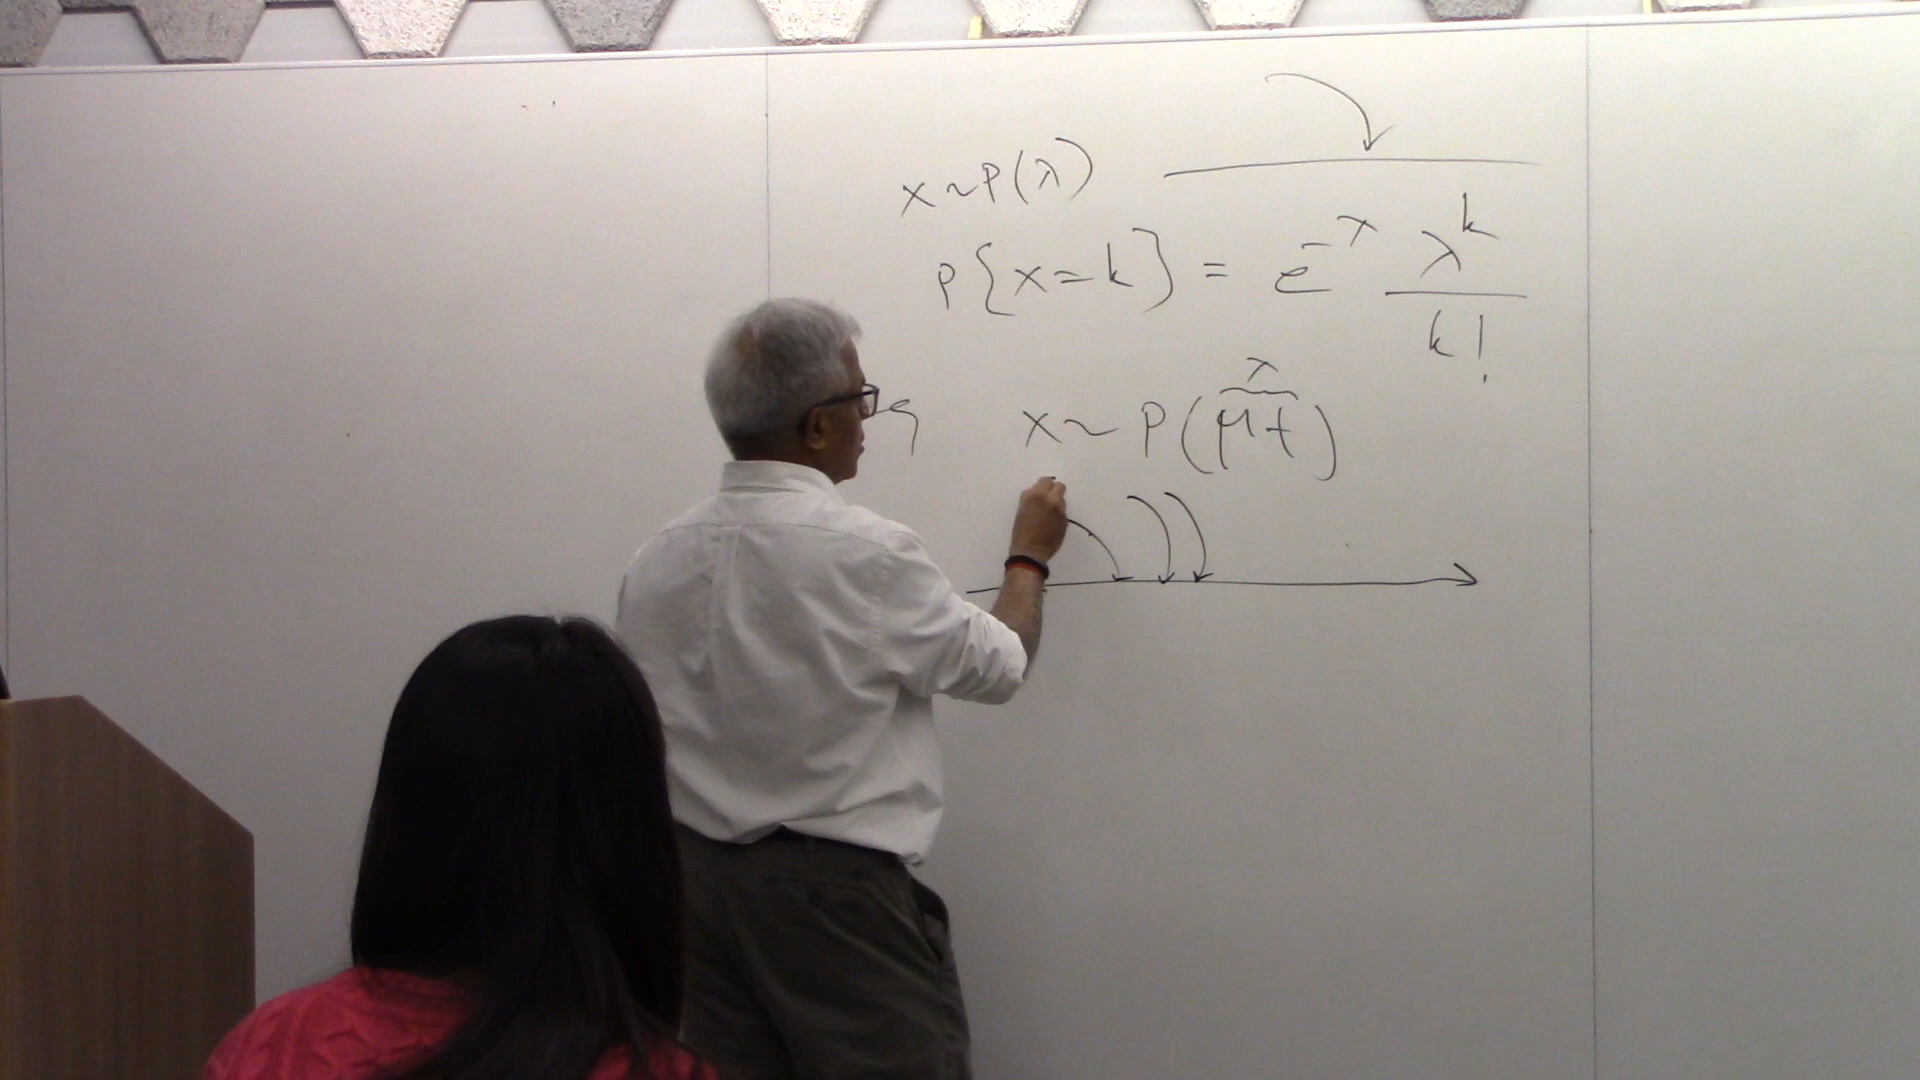 x ~ P(λ)
P{x=k} = e^-λ λ^k / k!
λ
x ~ P(μt)